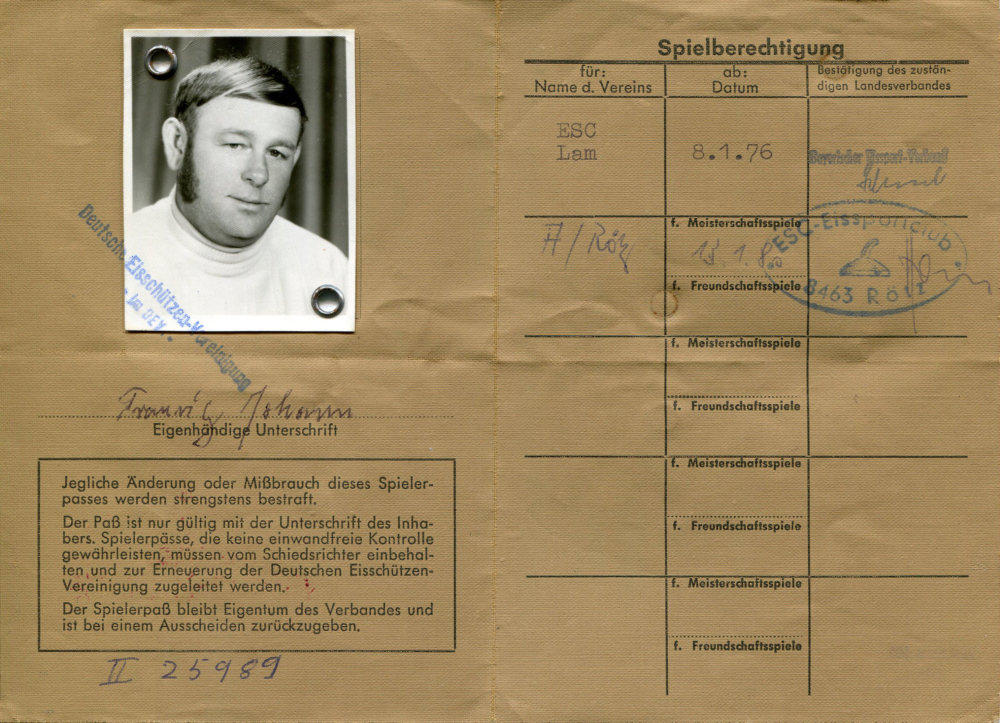 Deutsche Eisschützen-Vereinigung
im DEV.
Johann
Eigenhändige Unterschrift
Jegliche Änderung oder Mißbrauch dieses Spieler-
passes werden strengstens bestraft.
Der Paß ist nur gültig mit der Unterschrift des Inha-
bers. Spielerpässe, die keine einwandfreie Kontrolle
gewährleisten, müssen vom Schiedsrichter einbehal-
ten und zur Erneuerung der Deutschen Eisschützen-
Vereinigung zugeleitet werden.
Der Spielerpaß bleibt Eigentum des Verbandes und
ist bei einem Ausscheiden zurückzugeben.
II 25989
Spielberechtigung
für:
Name d. Vereins
ab:
Datum
Bestätigung des zustän-
digen Landesverbandes
ESC
Lam
8.1.76
Bayerischer Eissport-Verband
f. Meisterschaftsspiele
ESC-Eissportclub
f. Freundschaftsspiele
8463 Rötz
f. Meisterschaftsspiele
f. Freundschaftsspiele
f. Meisterschaftsspiele
f. Freundschaftsspiele
f. Meisterschaftsspiele
f. Freundschaftsspiele